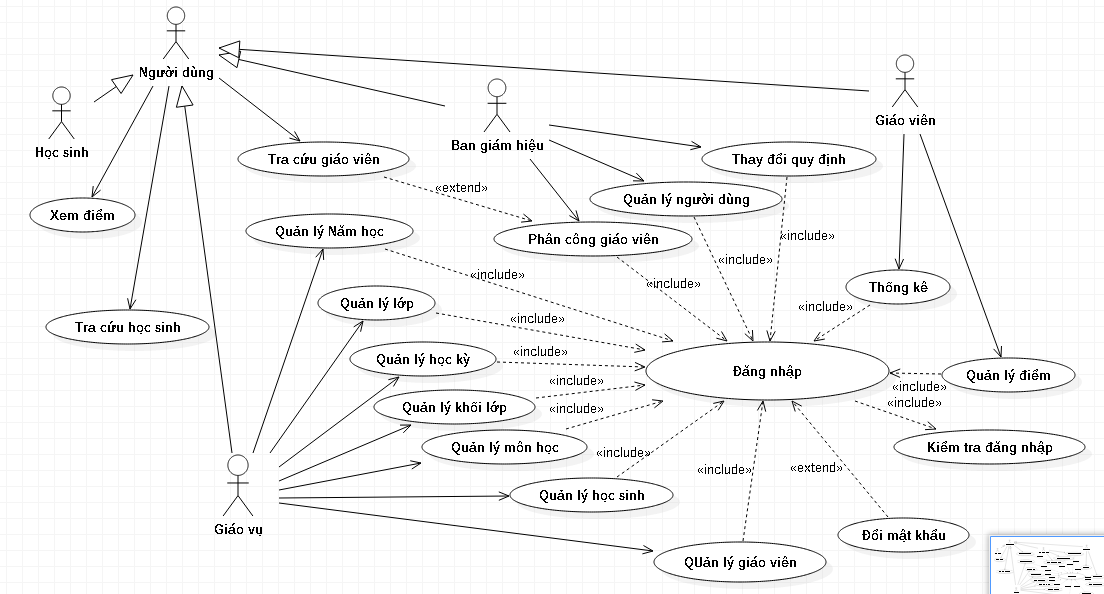 Người dùng
Học sinh
Ban giám hiệu
Giáo viên
Tra cứu giáo viên
Thay đổi quy định
«extend»
Quản lý người dùng
Xem điểm
Quản lý Năm học
Phân công giáo viên
«include»
«include»
«include»
«include»
Thống kê
Quản lý lớp
«include»
«include»
Tra cứu học sinh
Quản lý học kỳ
«include»
Đăng nhập
Quản lý điểm
«include»
«include»
«include»
Quản lý khối lớp
«include»
Quản lý môn học
Kiểm tra đăng nhập
«include»
«include»
«extend»
Quản lý học sinh
Giáo vụ
Đổi mật khẩu
QUản lý giáo viên